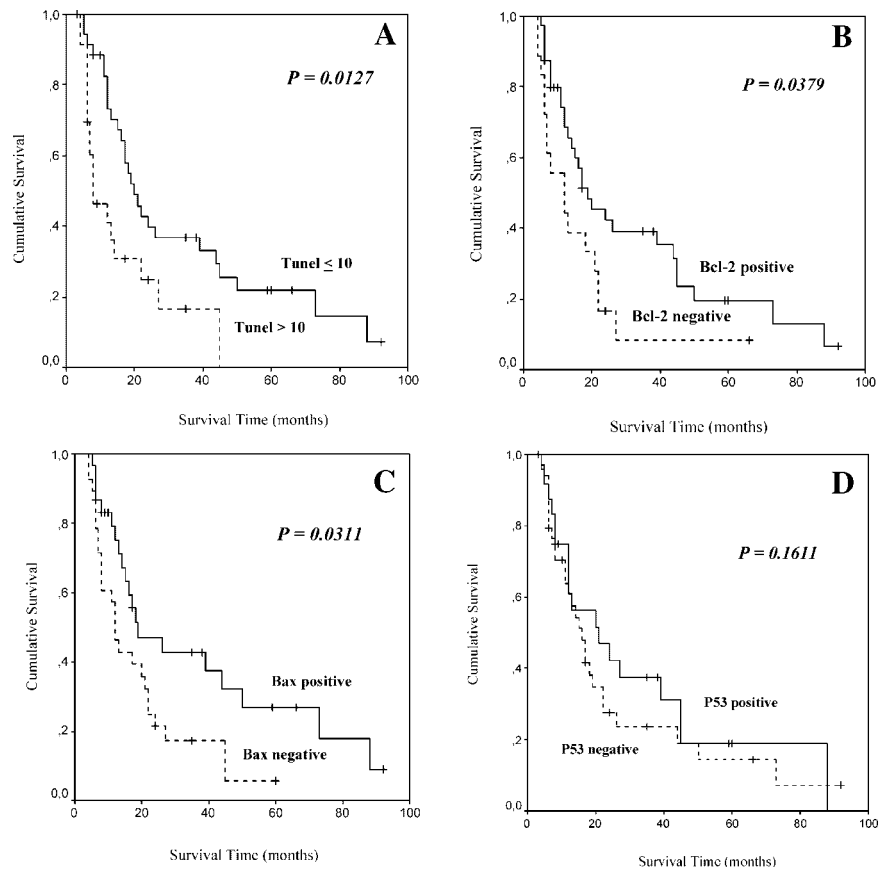 A
P = 0.0127
1,0
,8
,6
,4
,2
0,0
Cumulative Survival
Tunel ≤ 10
Tunel > 10
0 20 40 60 80 100
Survival Time (months)
B
P = 0.0379
1,0
,8
,6
,4
,2
0,0
Cumulative Survival
Bcl-2 positive
Bcl-2 negative
0 20 40 60 80 100
Survival Time (months)
C
P = 0.0311
1,0
,8
,6
,4
,2
0,0
Cumulative Survival
Bax positive
Bax negative
0 20 40 60 80 100
Survival Time (months)
D
P = 0.1611
1,0
,8
,6
,4
,2
0,0
Cumulative Survival
P53 positive
P53 negative
0 20 40 60 80 100
Survival Time (months)